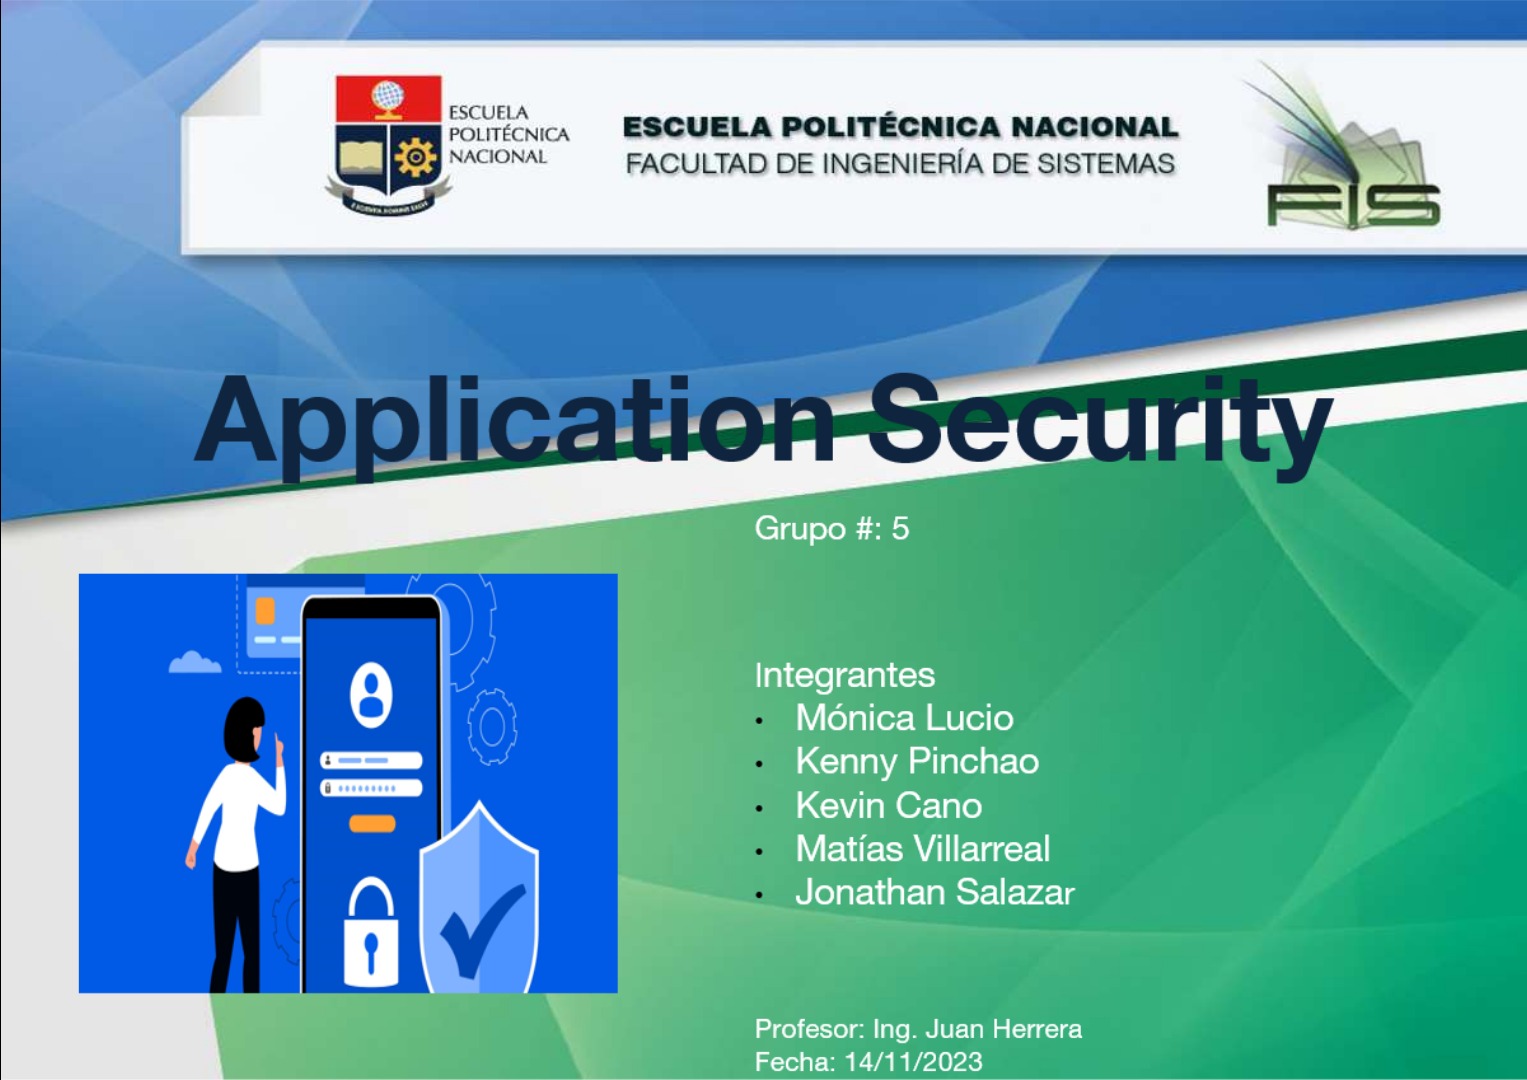 ESCUELA
POLITÉCNICA
NACIONAL
ESCUELA POLITÉCNICA NACIONAL
FACULTAD DE INGENIERÍA DE SISTEMAS
FIS
Application Security
Grupo #: 5
Integrantes
• Mónica Lucio
• Kenny Pinchao
• Kevin Cano
• Matías Villarreal
• Jonathan Salazar
Profesor: Ing. Juan Herrera
Fecha: 14/11/2023